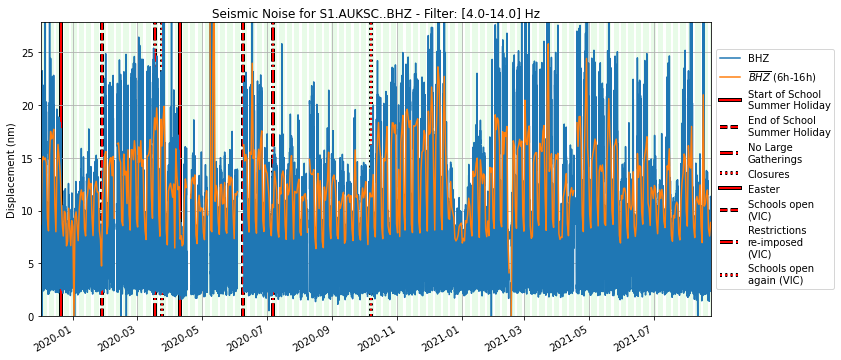 Seismic Noise for S1.AUKSC..BHZ - Filter: [4.0-14.0] Hz
Displacement (nm)
25
20
15
10
5
0
2020-01
2020-03
2020-05
2020-07
2020-09
2020-11
2021-01
2021-03
2021-05
2021-07
BHZ
BHZ (6h-16h)
Start of School
Summer Holiday
End of School
Summer Holiday
No Large
Gatherings
Closures
Easter
Schools open
(VIC)
Restrictions
re-imposed
(VIC)
Schools open
again (VIC)